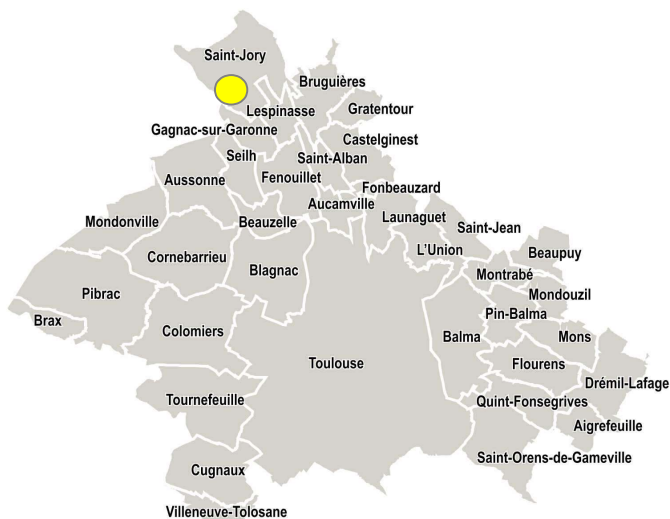 Saint-Jory
Bruguières
Lespinasse
Gratentour
Gagnac-sur-Garonne
Castelginest
Seilh
Saint-Alban
Aussonne
Fenouillet
Fonbeauzard
Aucamville
Launaguet
Mondonville
Beauzelle
Saint-Jean
L'Union
Beaupuy
Cornebarrieu
Blagnac
Montrabé
Pibrac
Mondouzil
Pin-Balma
Brax
Colomiers
Balma
Mons
Toulouse
Flourens
Drémil-Lafage
Tournefeuille
Quint-Fonsegrives
Aigrefeuille
Saint-Orens-de-Gameville
Cugnaux
Villeneuve-Tolosane